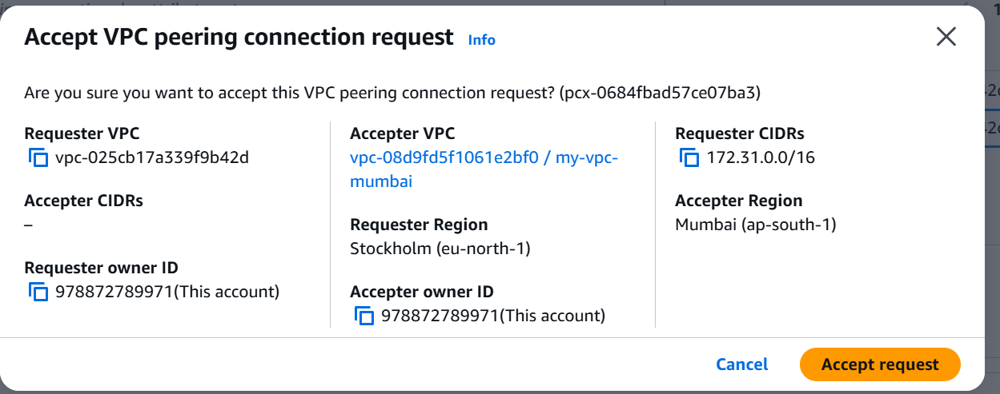 Accept VPC peering connection request Info
Are you sure you want to accept this VPC peering connection request? (pcx-0684fbad57ce07ba3)
Requester VPC
vpc-025cb17a339f9b42d
Accepter CIDRs
–
Requester owner ID
978872789971(This account)
Accepter VPC
vpc-08d9fd5f1061e2bf0 / my-vpc-
mumbai
Requester Region
Stockholm (eu-north-1)
Accepter owner ID
978872789971(This account)
Requester CIDRs
172.31.0.0/16
Accepter Region
Mumbai (ap-south-1)
Cancel
Accept request